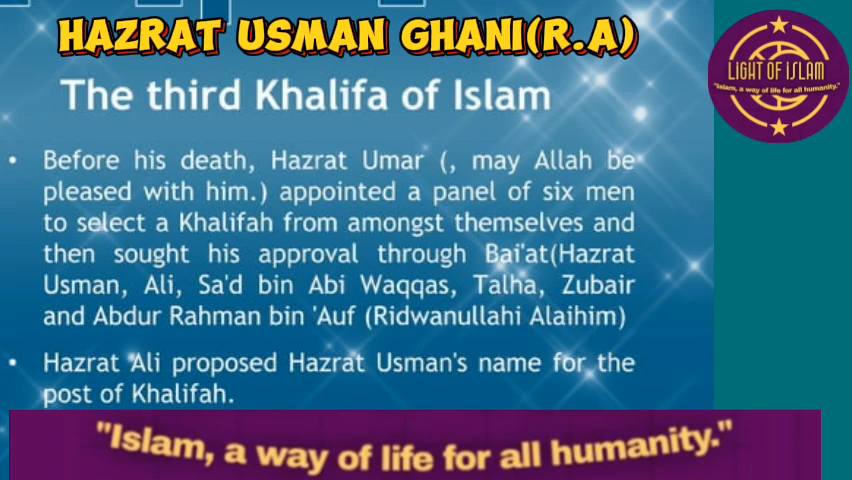 HAZRAT USMAN GHANI(R.A)
LIGHT OF ISLAM
"Islam, a way of life for all humanity."
The third Khalifa of Islam
• Before his death, Hazrat Umar (, may Allah be
pleased with him.) appointed a panel of six men
to select a Khalifah from amongst themselves and
then sought his approval through Bai'at(Hazrat
Usman, Ali, Sa'd bin Abi Waqqas, Talha, Zubair
and Abdur Rahman bin 'Auf (Ridwanullahi Alaihim)
• Hazrat 'Ali proposed Hazrat Usman's name for the
post of Khalifah.
"Islam, a way of life for all humanity."